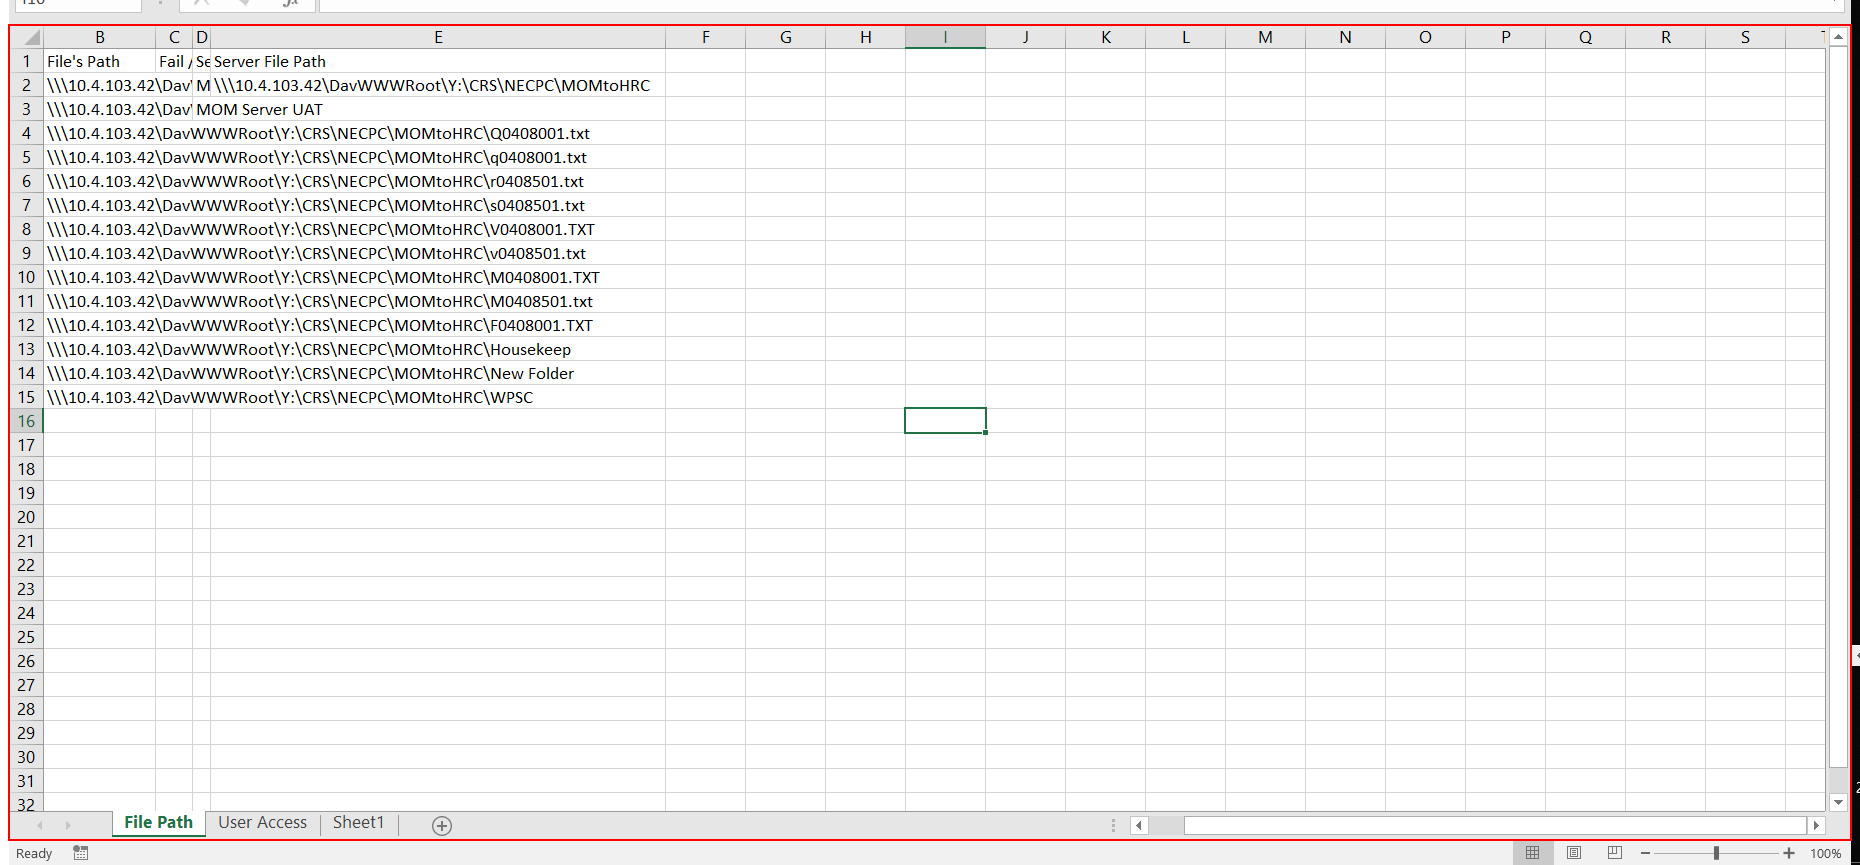 B C D E F G H I J K L M N O P Q R S
1 File's Path Fail / Se Server File Path
2 \\\10.4.103.42\Dav M \\\10.4.103.42\DavWWWRoot\Y:\CRS\NECPC\MOMtoHRC
3 \\\10.4.103.42\Dav MOM Server UAT
4 \\\10.4.103.42\DavWWWRoot\Y:\CRS\NECPC\MOMtoHRC\Q0408001.txt
5 \\\10.4.103.42\DavWWWRoot\Y:\CRS\NECPC\MOMtoHRC\q0408001.txt
6 \\\10.4.103.42\DavWWWRoot\Y:\CRS\NECPC\MOMtoHRC\r0408501.txt
7 \\\10.4.103.42\DavWWWRoot\Y:\CRS\NECPC\MOMtoHRC\s0408501.txt
8 \\\10.4.103.42\DavWWWRoot\Y:\CRS\NECPC\MOMtoHRC\V0408001.TXT
9 \\\10.4.103.42\DavWWWRoot\Y:\CRS\NECPC\MOMtoHRC\v0408501.txt
10 \\\10.4.103.42\DavWWWRoot\Y:\CRS\NECPC\MOMtoHRC\M0408001.TXT
11 \\\10.4.103.42\DavWWWRoot\Y:\CRS\NECPC\MOMtoHRC\M0408501.txt
12 \\\10.4.103.42\DavWWWRoot\Y:\CRS\NECPC\MOMtoHRC\F0408001.TXT
13 \\\10.4.103.42\DavWWWRoot\Y:\CRS\NECPC\MOMtoHRC\Housekeep
14 \\\10.4.103.42\DavWWWRoot\Y:\CRS\NECPC\MOMtoHRC\New Folder
15 \\\10.4.103.42\DavWWWRoot\Y:\CRS\NECPC\MOMtoHRC\WPSC
16
17
18
19
20
21
22
23
24
25
26
27
28
29
30
31
32
File Path User Access Sheet1
Ready 100%